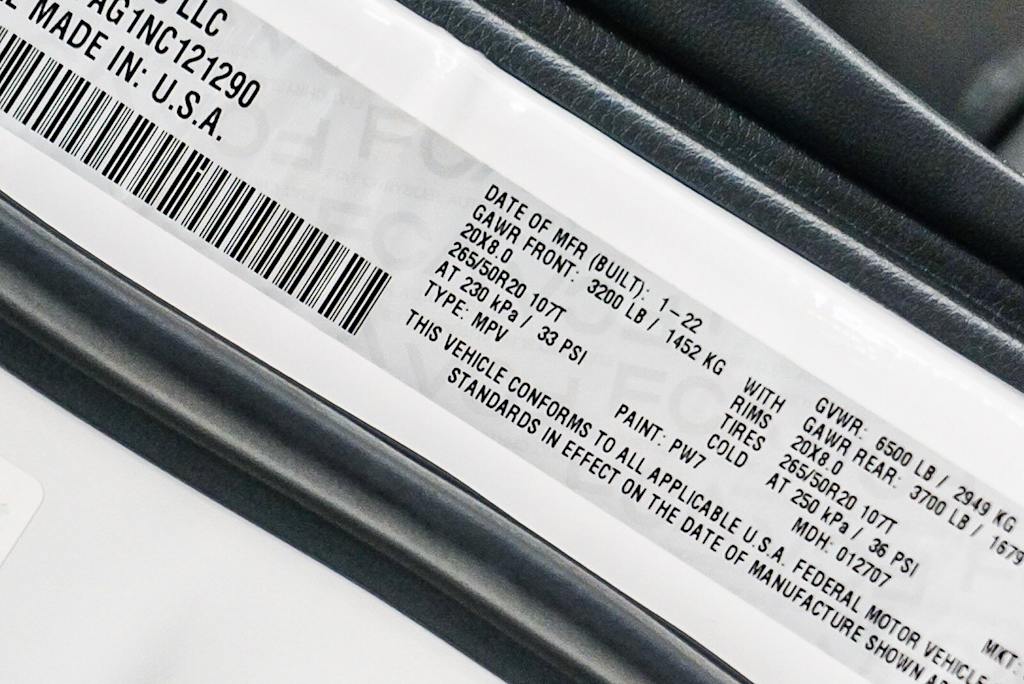 LLC
AG1NC121290
MADE IN: U.S.A.
DATE OF MFR (BUILT): 1-22
GVWR: 6500 LB / 2949 KG
GAWR FRONT: 3200 LB / 1452 KG WITH GAWR REAR: 3700 LB / 1679
20X8.0 RIMS 20X8.0
265/50R20 107T TIRES 265/50R20 107T
AT 230 kPa / 33 PSI COLD AT 250 kPa / 36 PSI
TYPE: MPV PAINT: PW7 MDH: 012707 MKT:
THIS VEHICLE CONFORMS TO ALL APPLICABLE U.S.A. FEDERAL MOTOR VEHICLE
STANDARDS IN EFFECT ON THE DATE OF MANUFACTURE SHOWN